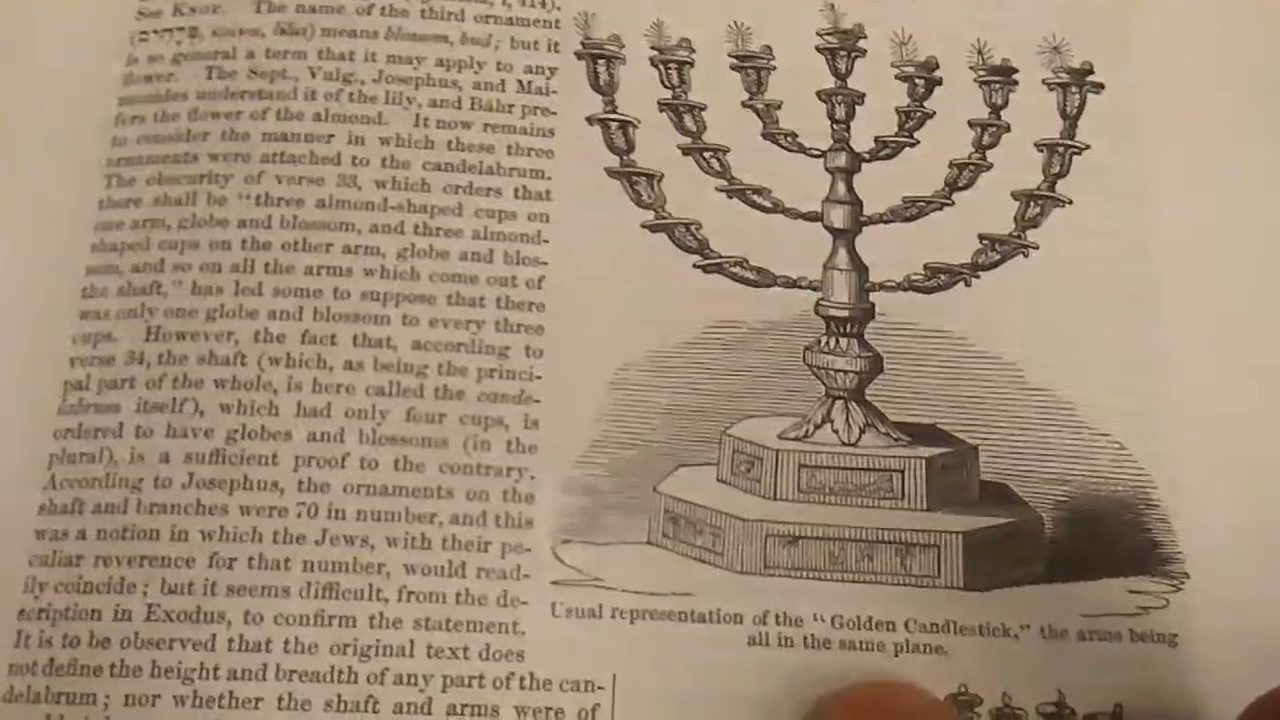 See KNOP. The name of the third ornament
means blossom, bud; but it
is so general a term that it may apply to any
flower. The Sept., Vulg., Josephus, and Mai-
monides understand it of the lily, and Bähr pre-
fers the flower of the almond. It now remains
to consider the manner in which these three
ornaments were attached to the candelabrum.
The obscurity of verse 33, which orders that
there shall be "three almond-shaped cups on
one arm, globe and blossom, and three almond-
shaped cups on the other arm, globe and blos-
som, and so on all the arms which come out of
the shaft," has led some to suppose that there
was only one globe and blossom to every three
cups. However, the fact that, according to
verse 34, the shaft (which, as being the princi-
pal part of the whole, is here called the cande-
labrum itself), which had only four cups, is
ordered to have globes and blossoms (in the
plural), is a sufficient proof to the contrary.
According to Josephus, the ornaments on the
shaft and branches were 70 in number, and this
was a notion in which the Jews, with their pe-
culiar reverence for that number, would read-
ily coincide; but it seems difficult, from the de-
scription in Exodus, to confirm the statement.
It is to be observed that the original text does
not define the height and breadth of any part of the can-
delabrum; nor whether the shaft and arms were of
Usual representation of the "Golden Candlestick," the arms being
all in the same plane.